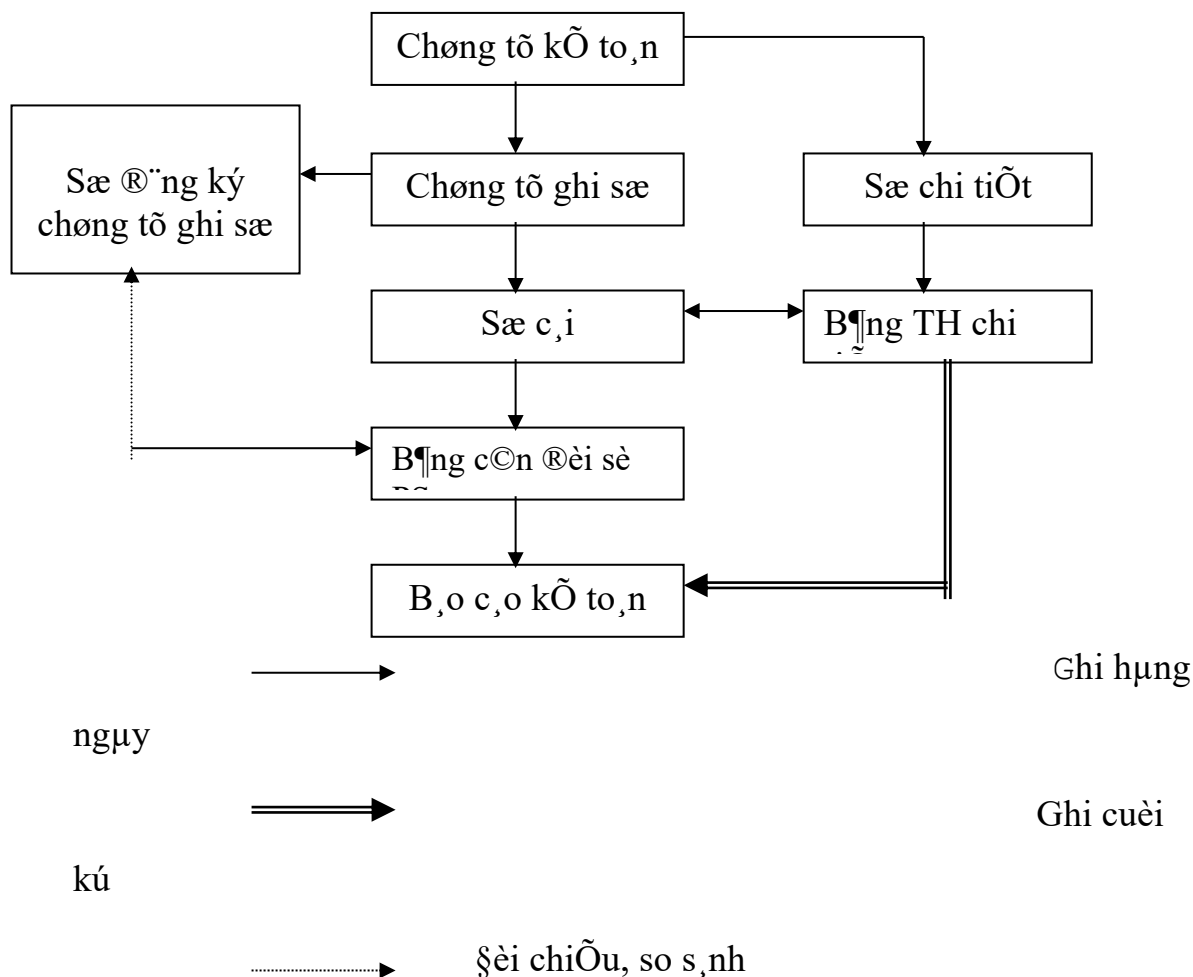 Chøng tõ kÕ to¸n
Sæ ®¨ng ký
chøng tõ ghi sæ
Chøng tõ ghi sæ
Sæ chi tiÕt
Sæ c¸i
B¶ng TH chi
B¶ng c©n ®èi sè
B¸o c¸o kÕ to¸n
Ghi hµng
ngµy
Ghi cuèi
kú
§èi chiÕu, so s¸nh